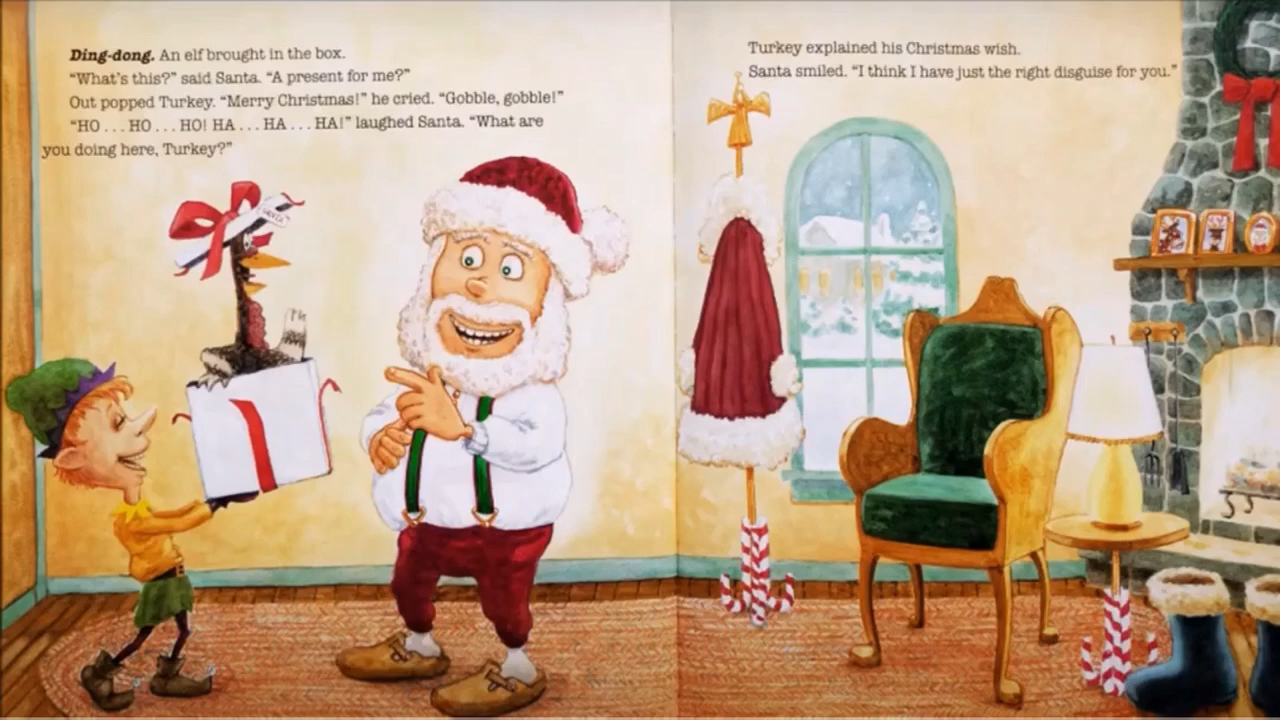 Ding-dong. An elf brought in the box.
"What's this?" said Santa. "A present for me?"
Out popped Turkey. "Merry Christmas!" he cried. "Gobble, gobble!"
"HO . . . HO . . . HO! HA . . . HA . . . HA!" laughed Santa. "What are
you doing here, Turkey?"
Turkey explained his Christmas wish.
Santa smiled. "I think I have just the right disguise for you."